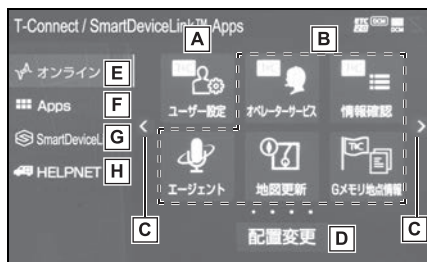 T-Connect / SmartDeviceLink™ Apps
A
B
オンライン E
Apps F
SmartDeviceL G
HELPNET H
ユーザー設定
オペレーターサービス
情報確認
エージェント
地図更新
Gメモリ地点情報
C
C
配置変更 D